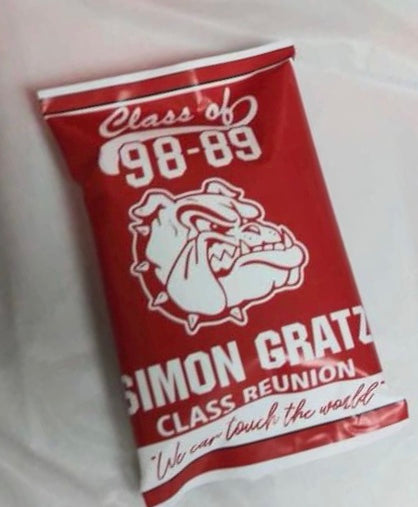 Class of
98-89
SIMON GRATZ
CLASS REUNION
"We can touch the world"